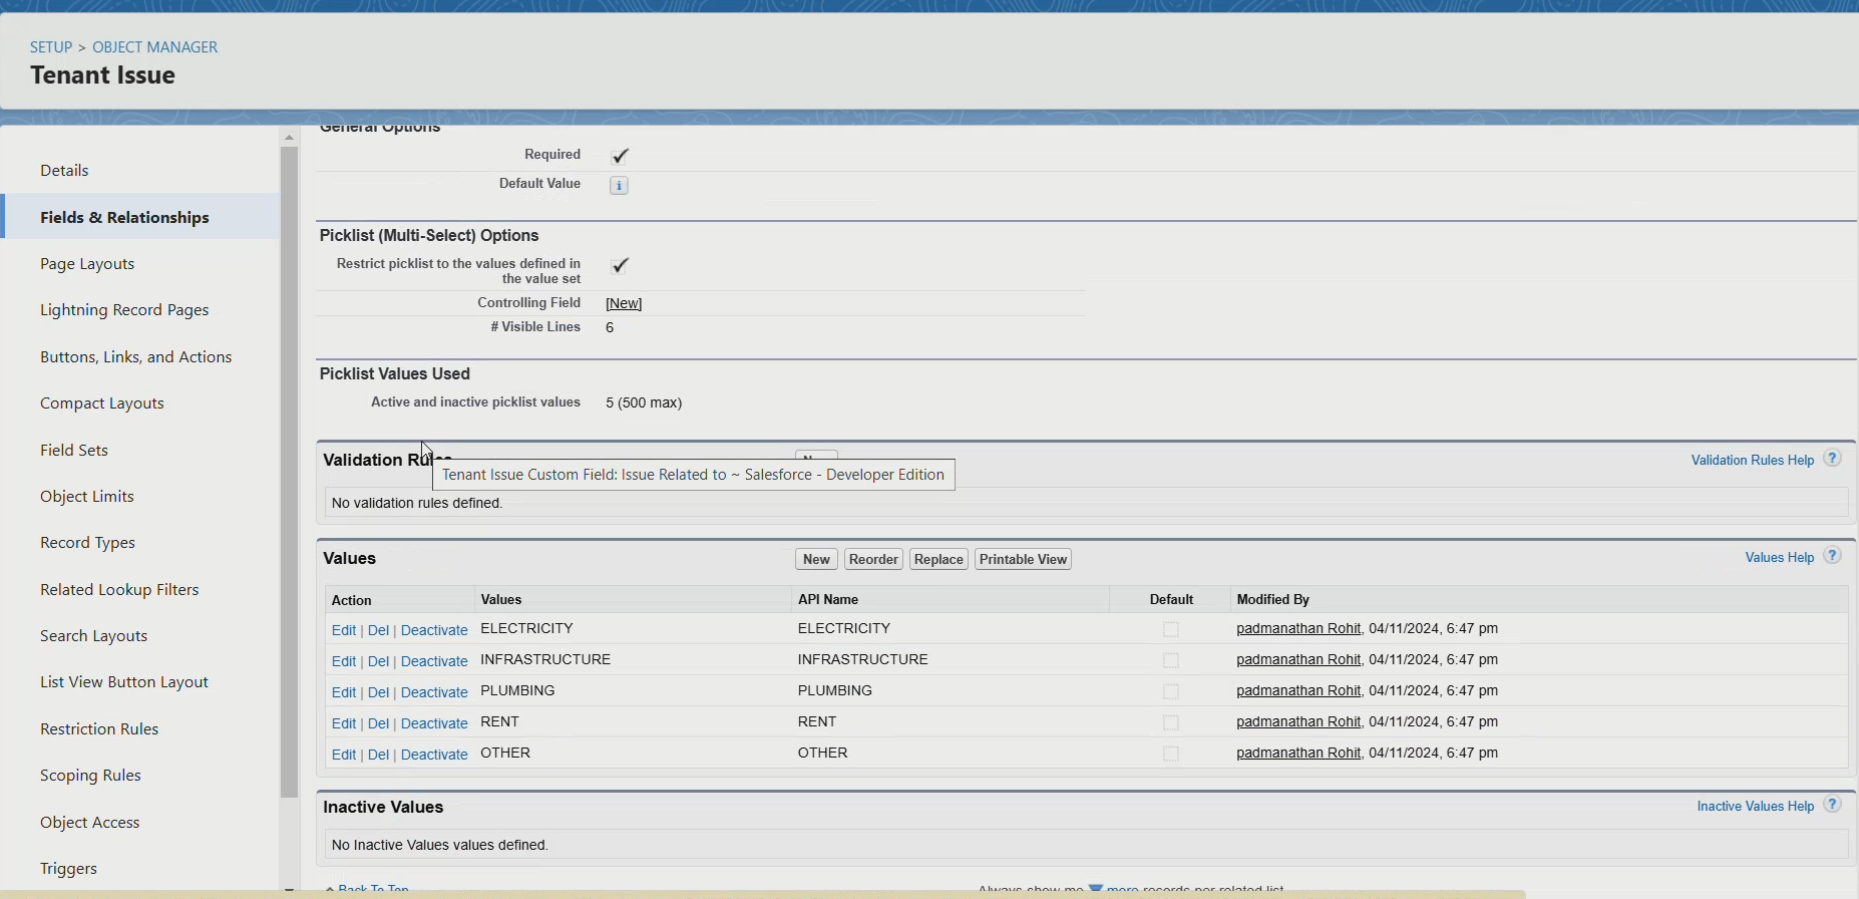 SETUP > OBJECT MANAGER
Tenant Issue
Details
Fields & Relationships
Page Layouts
Lightning Record Pages
Buttons, Links, and Actions
Compact Layouts
Field Sets
Object Limits
Record Types
Related Lookup Filters
Search Layouts
List View Button Layout
Restriction Rules
Scoping Rules
Object Access
Triggers
General Options
Required
Default Value
Picklist (Multi-Select) Options
Restrict picklist to the values defined in
the value set
Controlling Field [New]
# Visible Lines 6
Picklist Values Used
Active and inactive picklist values 5 (500 max)
Validation Rules New Validation Rules Help ?
Tenant Issue Custom Field: Issue Related to ~ Salesforce - Developer Edition
No validation rules defined.
Values New Reorder Replace Printable View Values Help ?
Action Values API Name Default Modified By
Edit | Del | Deactivate ELECTRICITY ELECTRICITY padmanathan Rohit, 04/11/2024, 6:47 pm
Edit | Del | Deactivate INFRASTRUCTURE INFRASTRUCTURE padmanathan Rohit, 04/11/2024, 6:47 pm
Edit | Del | Deactivate PLUMBING PLUMBING padmanathan Rohit, 04/11/2024, 6:47 pm
Edit | Del | Deactivate RENT RENT padmanathan Rohit, 04/11/2024, 6:47 pm
Edit | Del | Deactivate OTHER OTHER padmanathan Rohit, 04/11/2024, 6:47 pm
Inactive Values Inactive Values Help ?
No Inactive Values values defined.
Back To Top Always show me more records per related list